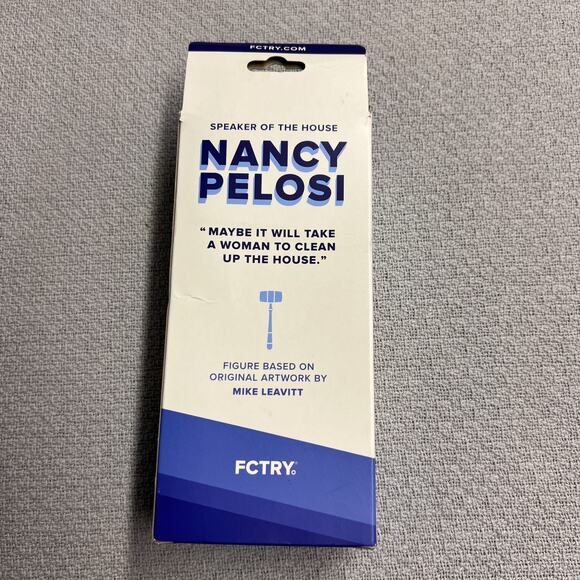 FCTRY.COM
SPEAKER OF THE HOUSE
NANCY
PELOSI
“MAYBE IT WILL TAKE
A WOMAN TO CLEAN
UP THE HOUSE.”
FIGURE BASED ON
ORIGINAL ARTWORK BY
MIKE LEAVITT
FCTRY